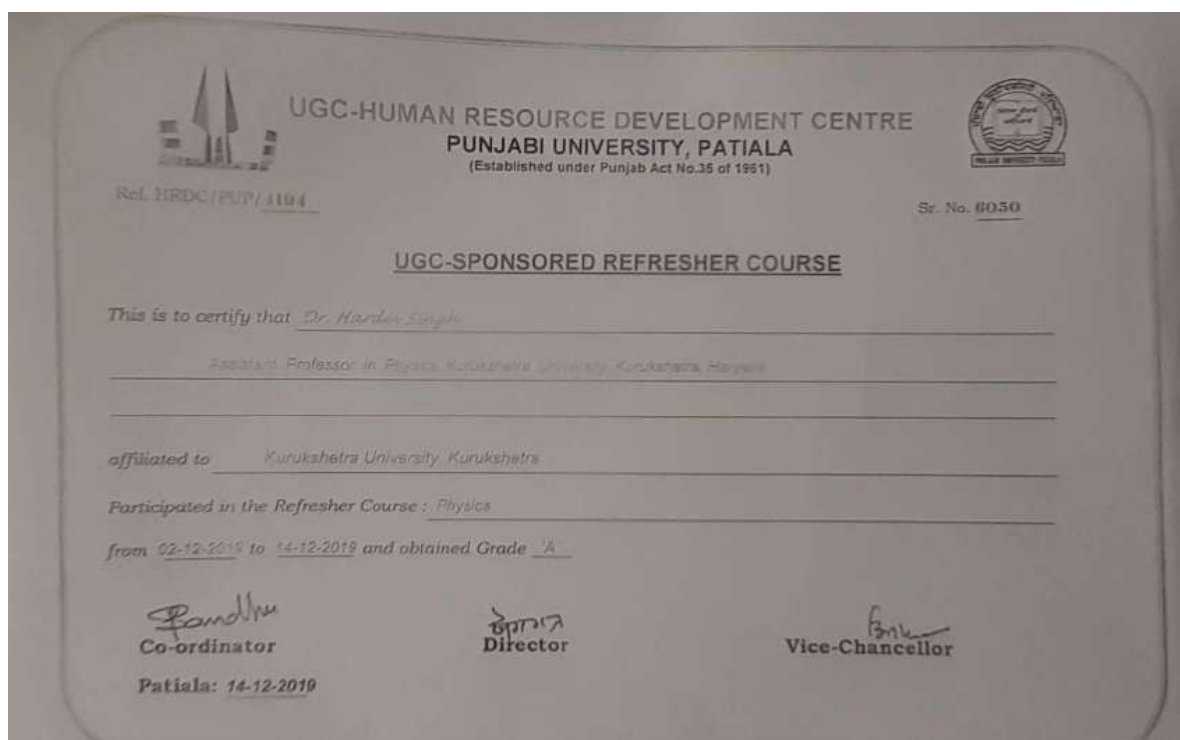 UGC-HUMAN RESOURCE DEVELOPMENT CENTRE
PUNJABI UNIVERSITY, PATIALA
(Established under Punjab Act No.35 of 1961)
Ref. HRDC/PUP/
Sr. No. 6050
UGC-SPONSORED REFRESHER COURSE
This is to certify that Dr. Hardev Singh
Assistant Professor in Physics Kurukshetra University Kurukshetra Haryana
affiliated to Kurukshetra University, Kurukshetra
Participated in the Refresher Course : Physics
from 02-12-2019 to 14-12-2019 and obtained Grade 'A'
Co-ordinator Director Vice-Chancellor
Patiala: 14-12-2019